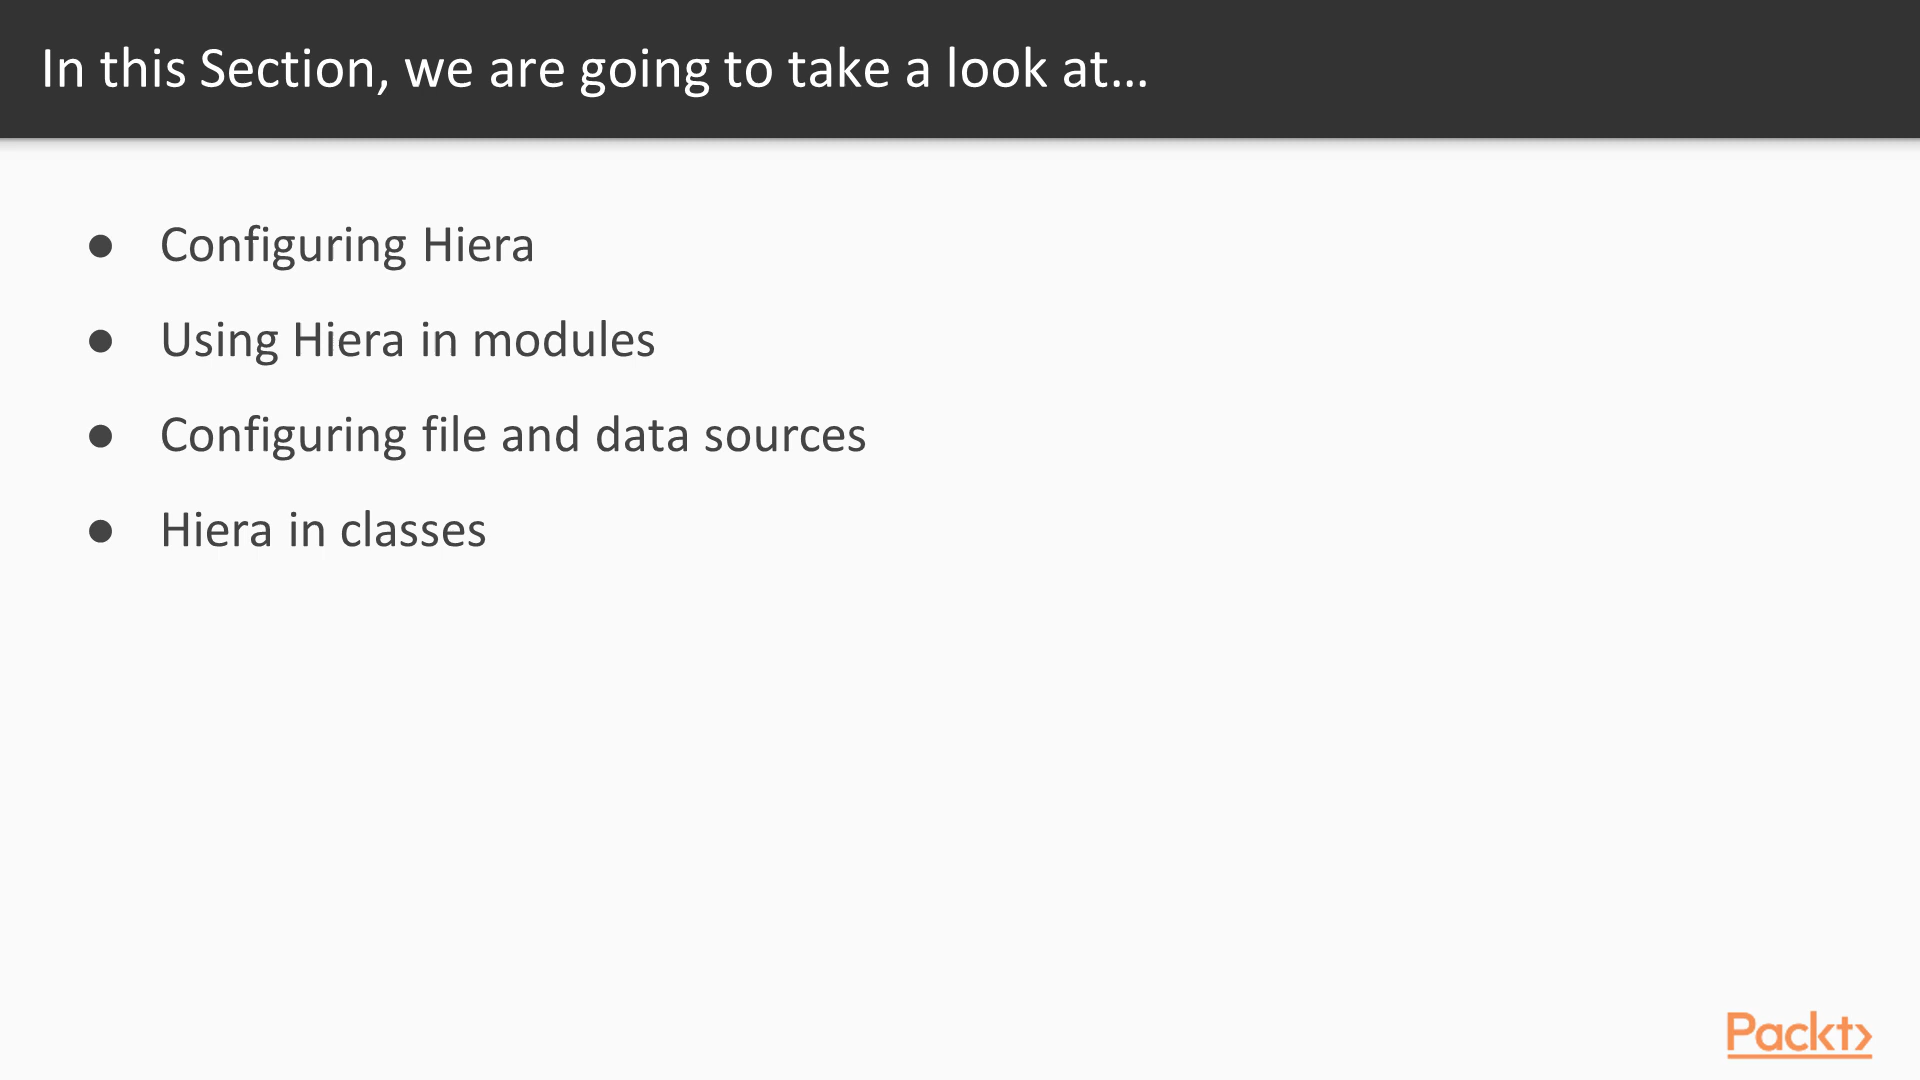 In this Section, we are going to take a look at...
● Configuring Hiera
● Using Hiera in modules
● Configuring file and data sources
● Hiera in classes
Packt>